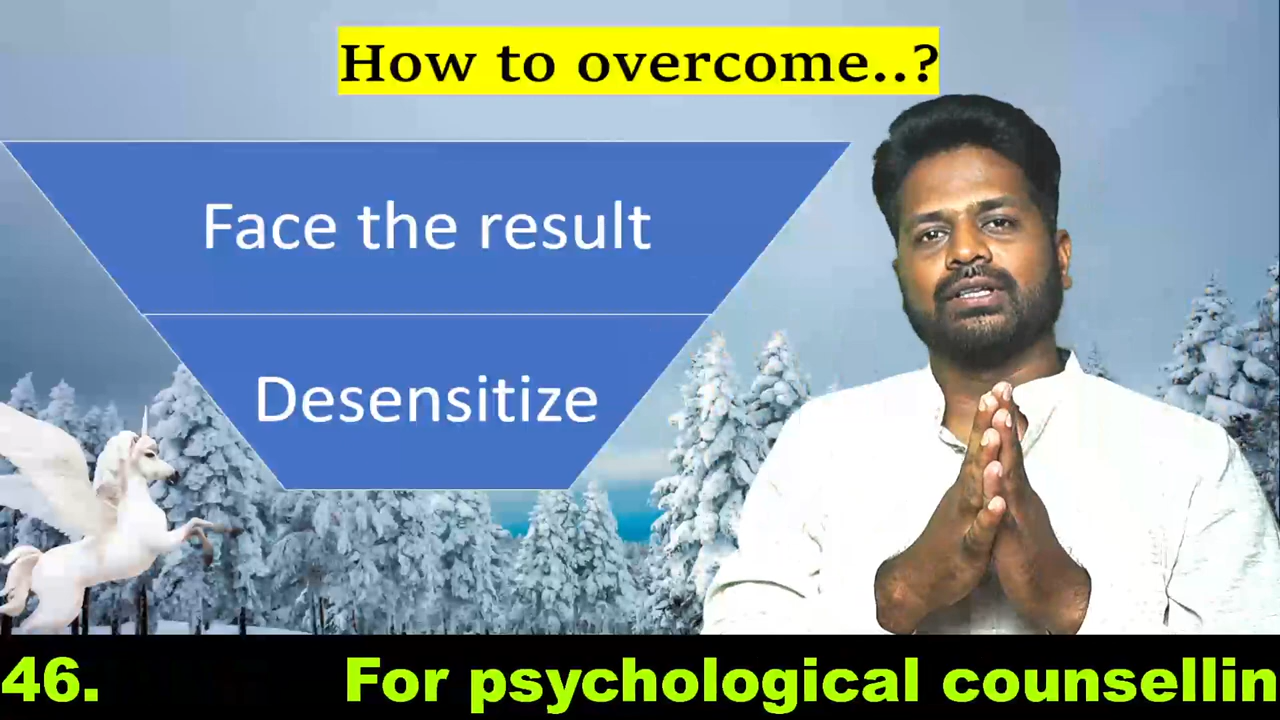 How to overcome..?
Face the result
Desensitize
46. For psychological counsellin